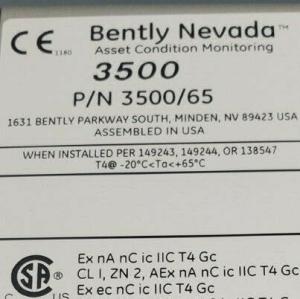 CE 1180
Bently Nevada™
Asset Condition Monitoring
3500
P/N 3500/65
1631 BENTLY PARKWAY SOUTH, MINDEN, NV 89423 USA
ASSEMBLED IN USA
WHEN INSTALLED PER 149243, 149244, OR 138547
T4@ -20°C<Ta<+65°C
Ex nA nC ic IIC T4 Gc
CL I, ZN 2, AEx nA nC ic IIC T4 Gc
Ex ec nC ic IIC T4 Gc
SA ®
C US